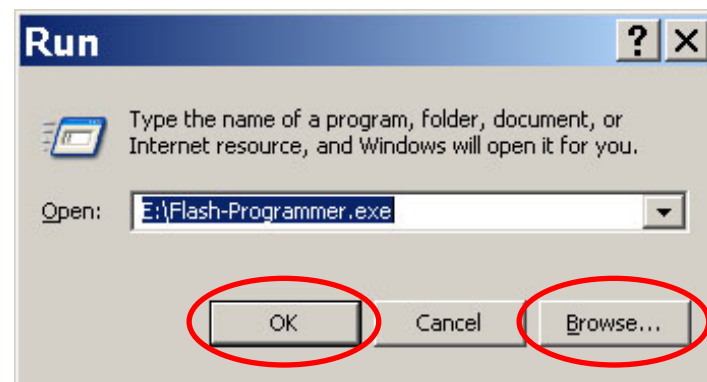 Run
Type the name of a program, folder, document, or
Internet resource, and Windows will open it for you.
Open: E:\Flash-Programmer.exe
OK Cancel Browse...